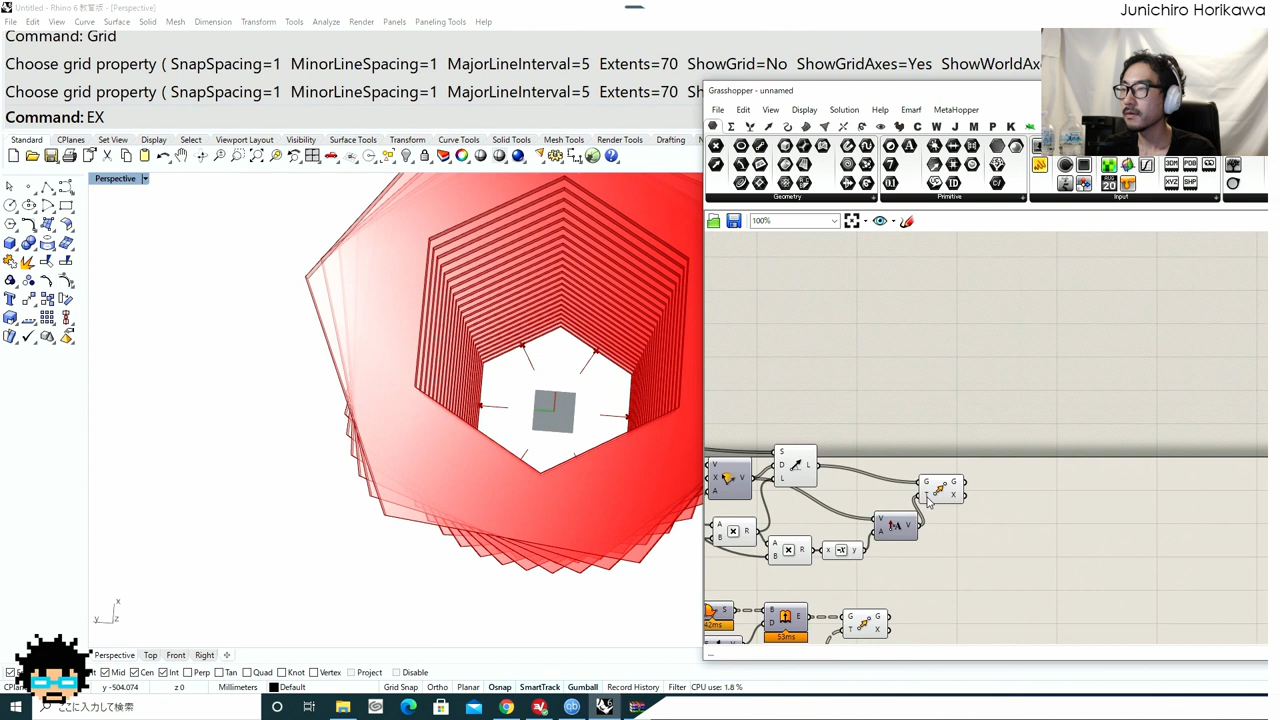 Untitled - Rhino 6 教育版 - [Perspective]
Junichiro Horikawa
File Edit View Curve Surface Solid Mesh Dimension Transform Tools Analyze Render Panels Paneling Tools Help
Command: Grid
Choose grid property ( SnapSpacing=1 MinorLineSpacing=1 MajorLineInterval=5 Extents=70 ShowGrid=No ShowGridAxes=Yes ShowWorldAxe
Choose grid property ( SnapSpacing=1 MinorLineSpacing=1 MajorLineInterval=5 Extents=70 Sh
Command: EX
Standard CPlanes Set View Display Select Viewport Layout Visibility Surface Tools Transform Curve Tools Solid Tools Mesh Tools Render Tools Drafting
Perspective
Grasshopper - unnamed
File Edit View Display Solution Help Emarf MetaHopper
C W J M P K
Geometry Primitive Input
100%
S D L L
V X A V
G T G X
A B R
V A V
A B R
x -x y
S 42ms
B D E 53ms
G T G X
x
y z
Perspective Top Front Right
Mid Cen Int Perp Tan Quad Knot Vertex Project Disable
y -504.074 z 0 Millimeters Default Grid Snap Ortho Planar Osnap SmartTrack Gumball Record History Filter CPU use: 1.8 %
ここに入力して検索